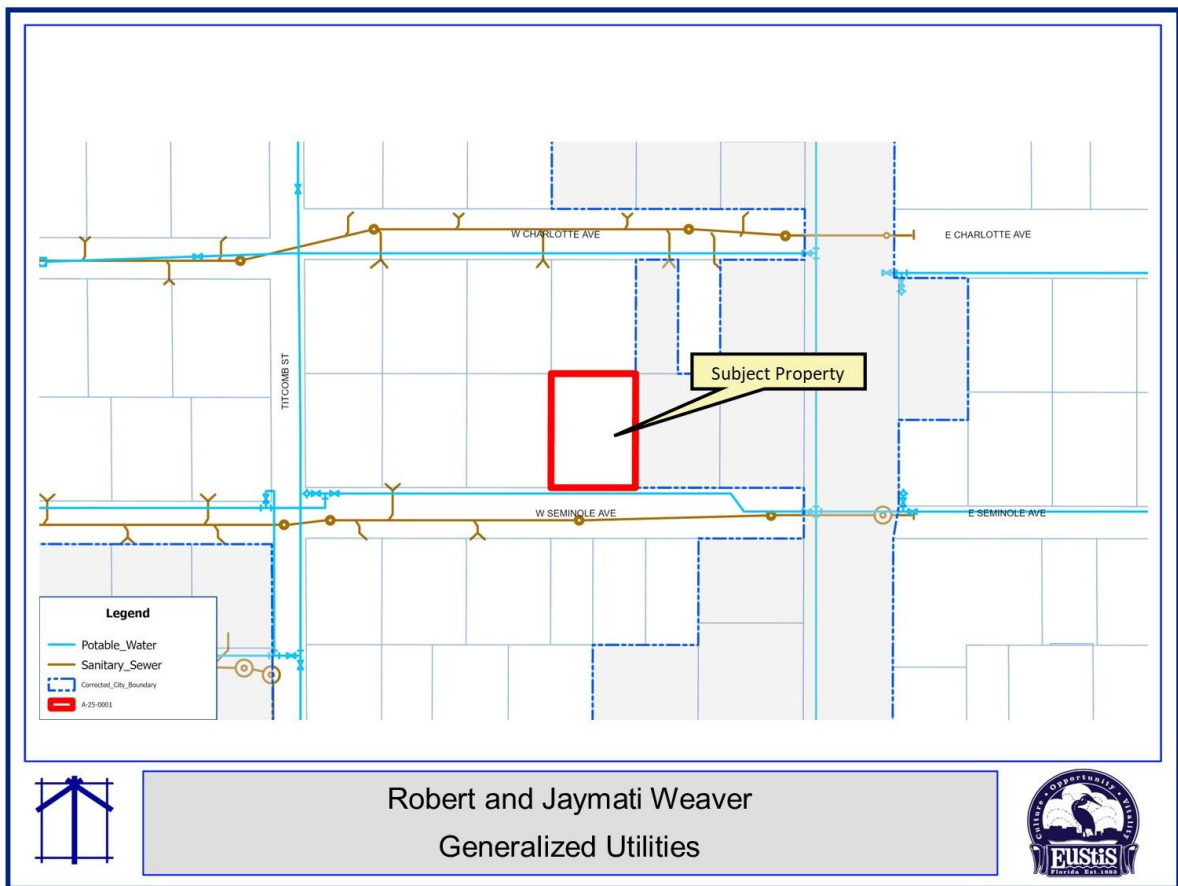 W CHARLOTTE AVE
E CHARLOTTE AVE
TITCOMB ST
Subject Property
W SEMINOLE AVE
E SEMINOLE AVE
Legend
Potable_Water
Sanitary_Sewer
Corrected_City_Boundary
A-25-0001
Robert and Jaymati Weaver
Generalized Utilities
Culture • Opportunity • Vitality
EUStiS
Florida Est.1883